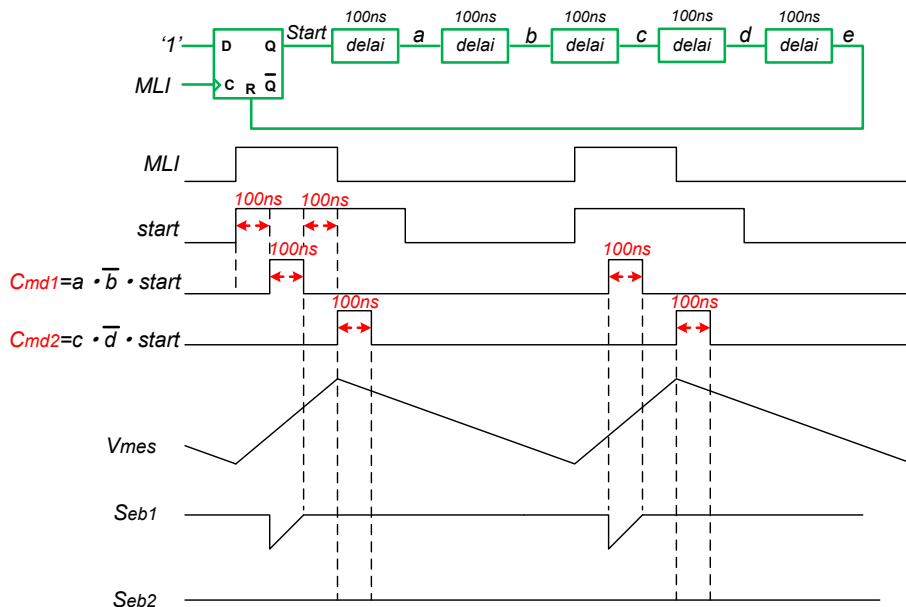 100ns 100ns 100ns 100ns 100ns
‘1’ D Q Start delai a delai b delai c delai d delai e
MLI C R Q̅
MLI
100ns 100ns
start
100ns 100ns
Cmd1=a · b̅ · start
100ns 100ns
Cmd2=c · d̅ · start
Vmes
Seb1
Seb2